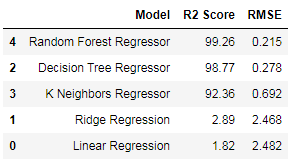 Model R2 Score RMSE
4 Random Forest Regressor 99.26 0.215
2 Decision Tree Regressor 98.77 0.278
3 K Neighbors Regressor 92.36 0.692
1 Ridge Regression 2.89 2.468
0 Linear Regression 1.82 2.482